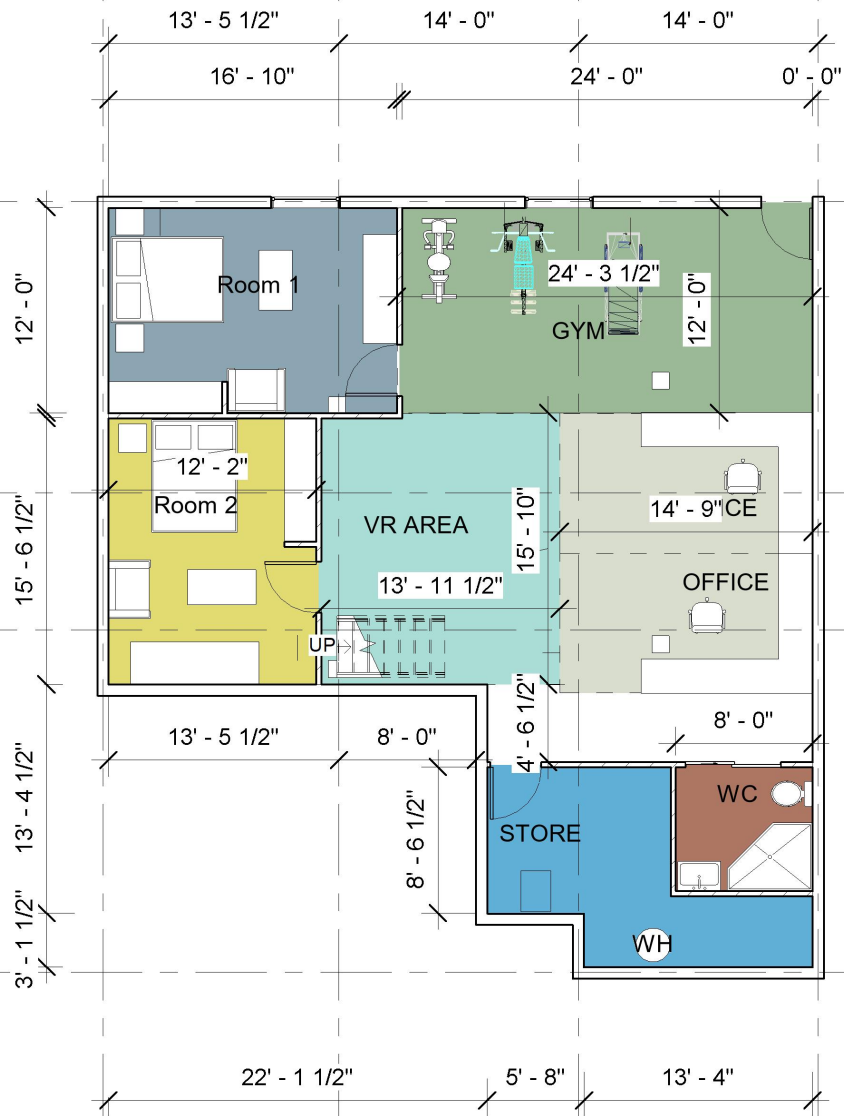 13' - 5 1/2"
14' - 0"
14' - 0"
16' - 10"
24' - 0"
0' - 0"
12' - 0"
Room 1
24' - 3 1/2"
12' - 0"
GYM
12' - 2"
Room 2
15' - 6 1/2"
VR AREA
15' - 10"
14' - 9"
CE
13' - 11 1/2"
OFFICE
UP
13' - 5 1/2"
8' - 0"
4' - 6 1/2"
8' - 0"
13' - 4 1/2"
8' - 6 1/2"
STORE
WC
3' - 1 1/2"
WH
22' - 1 1/2"
5' - 8"
13' - 4"